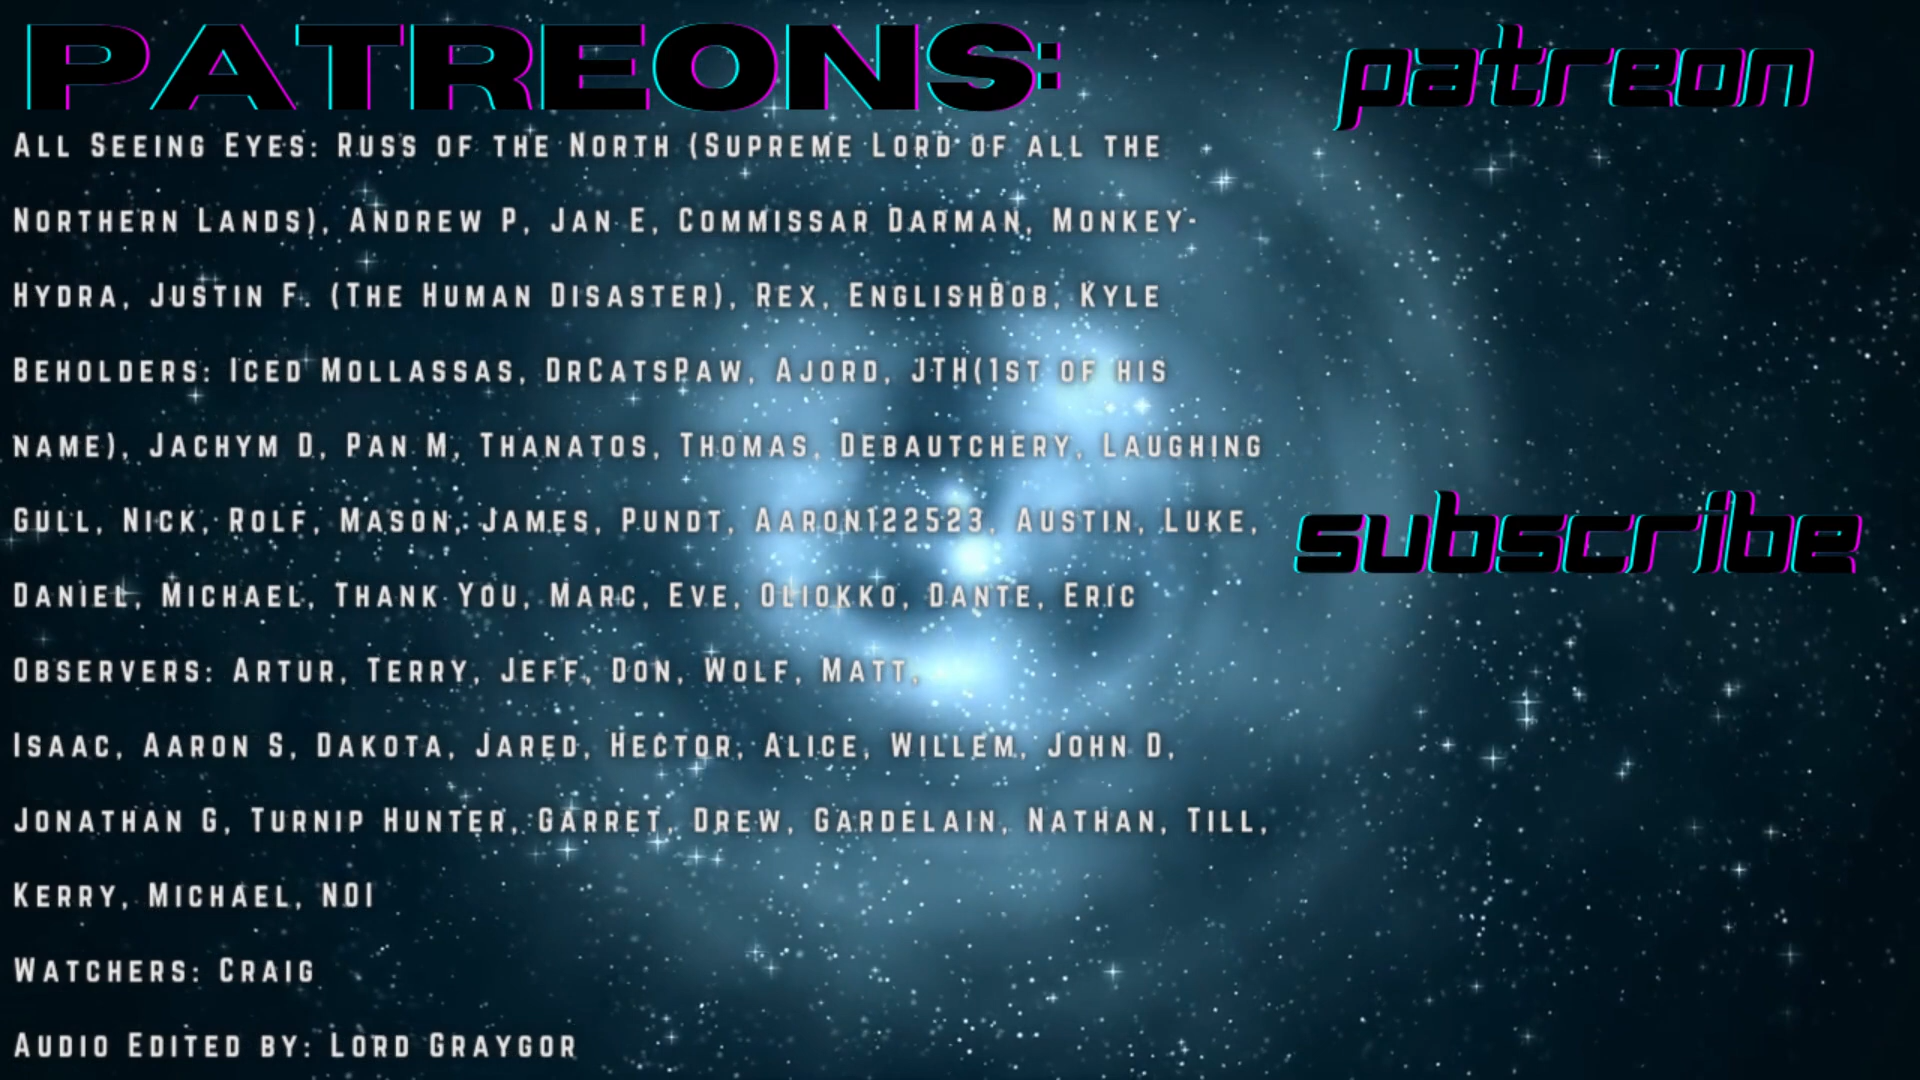 PATREONS:
patreon
All Seeing Eyes: Russ of the North (Supreme Lord of all the
Northern Lands), Andrew P, Jan E, Commissar Darman, Monkey-
Hydra, Justin F. (The Human Disaster), Rex, EnglishBob, Kyle
Beholders: Iced Mollassas, DrCatsPaw, Ajord, JTH(1st of his
name), Jachym D, Pan M, Thanatos, Thomas, Debautchery, Laughing
Gull, Nick, Rolf, Mason, James, Pundt, Aaron122523, Austin, Luke,
subscribe
Daniel, Michael, Thank You, Marc, Eve, Oliokko, Dante, Eric
Observers: Artur, Terry, Jeff, Don, Wolf, Matt,
Isaac, Aaron S, Dakota, Jared, Hector, Alice, Willem, John D,
Jonathan G, Turnip Hunter, Garret, Drew, Gardelain, Nathan, Till,
Kerry, Michael, NOI
Watchers: Craig
Audio Edited by: Lord Graygor